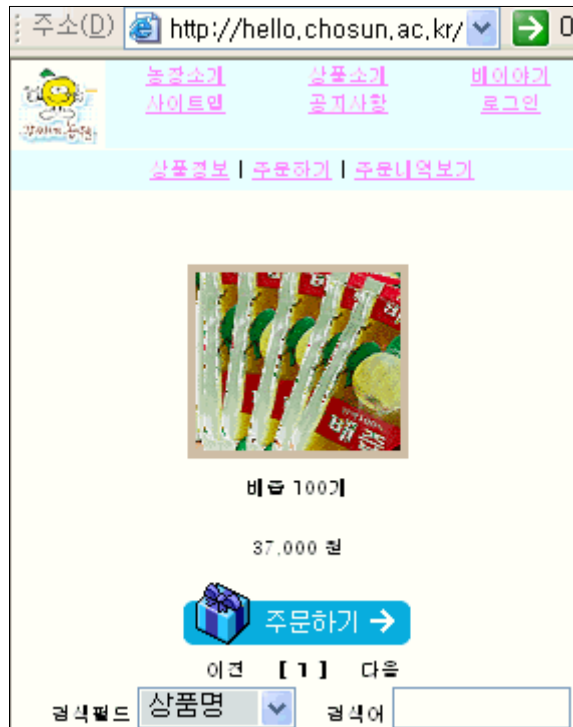 주소(D) http://hello.chosun.ac.kr/
농장소개 상품소개 배이야기
사이트맵 공지사항 로그인
상품정보 | 주문하기 | 주문내역보기
배즙
배즙 100개
37,000 원
주문하기
이전 [ 1 ] 다음
검색필드 상품명 검색어